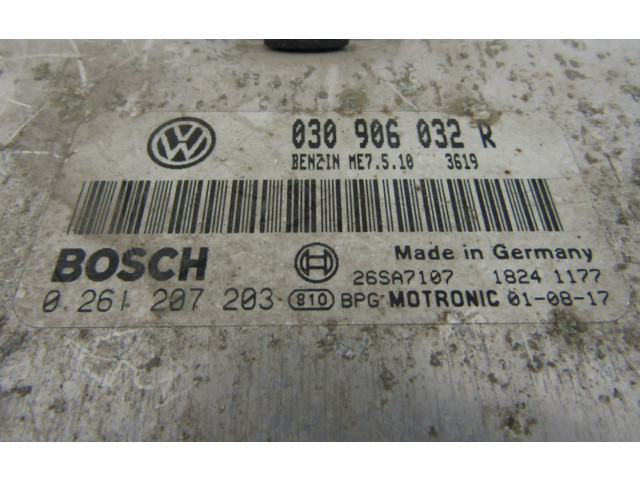 030 906 032 R
BENZIN ME7.5.10 3619
BOSCH Made in Germany
26SA7107 1824 1177
0 261 207 203 810 BPG MOTRONIC 01-08-17